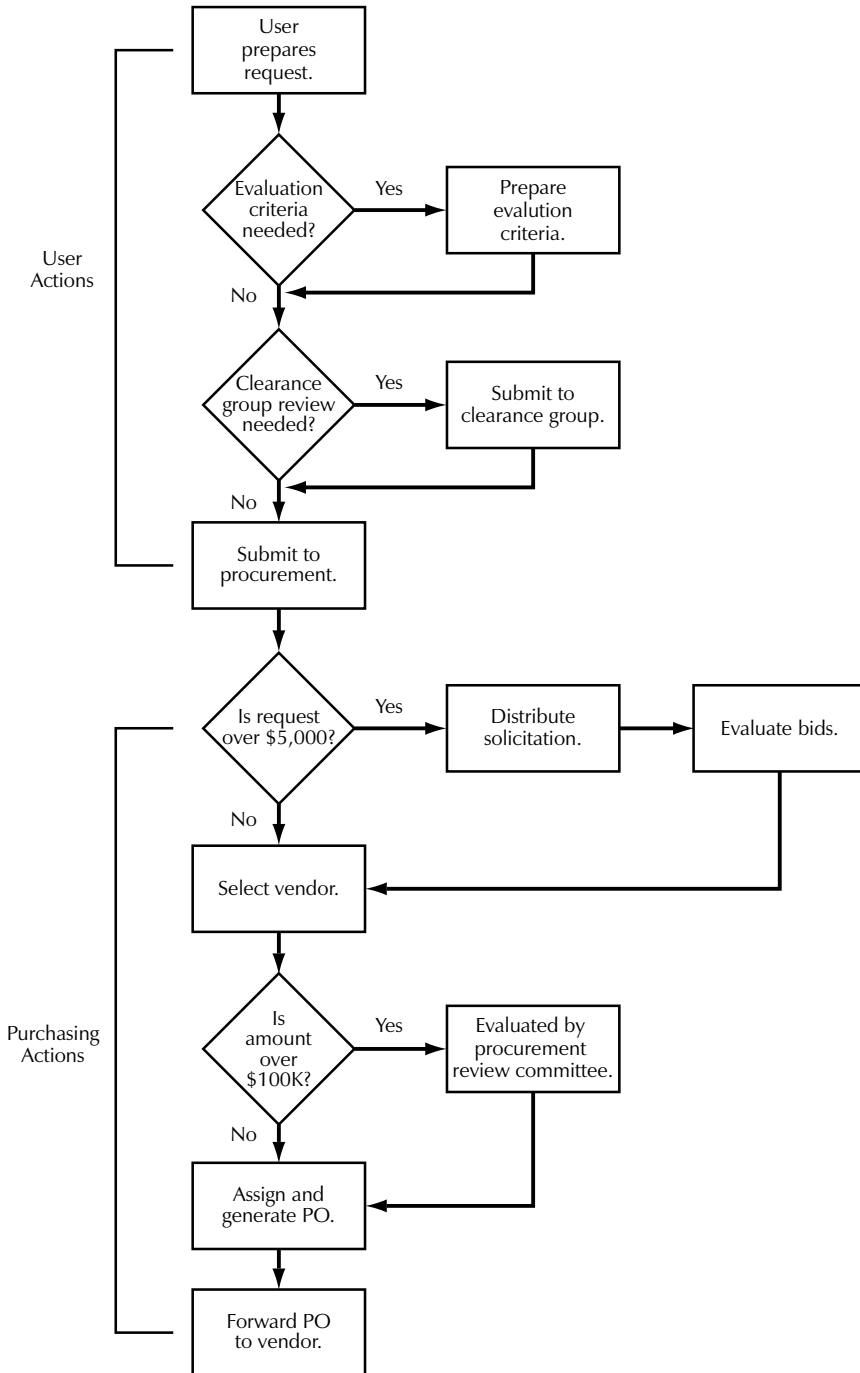 User
prepares
request.
Evaluation
criteria
needed?
Yes
Prepare
evalution
criteria.
User
Actions
No
Clearance
group review
needed?
Yes
Submit to
clearance group.
No
Submit to
procurement.
Is request
over $5,000?
Yes
Distribute
solicitation.
Evaluate bids.
No
Select vendor.
Purchasing
Actions
Is
amount
over
$100K?
Yes
Evaluated by
procurement
review committee.
No
Assign and
generate PO.
Forward PO
to vendor.